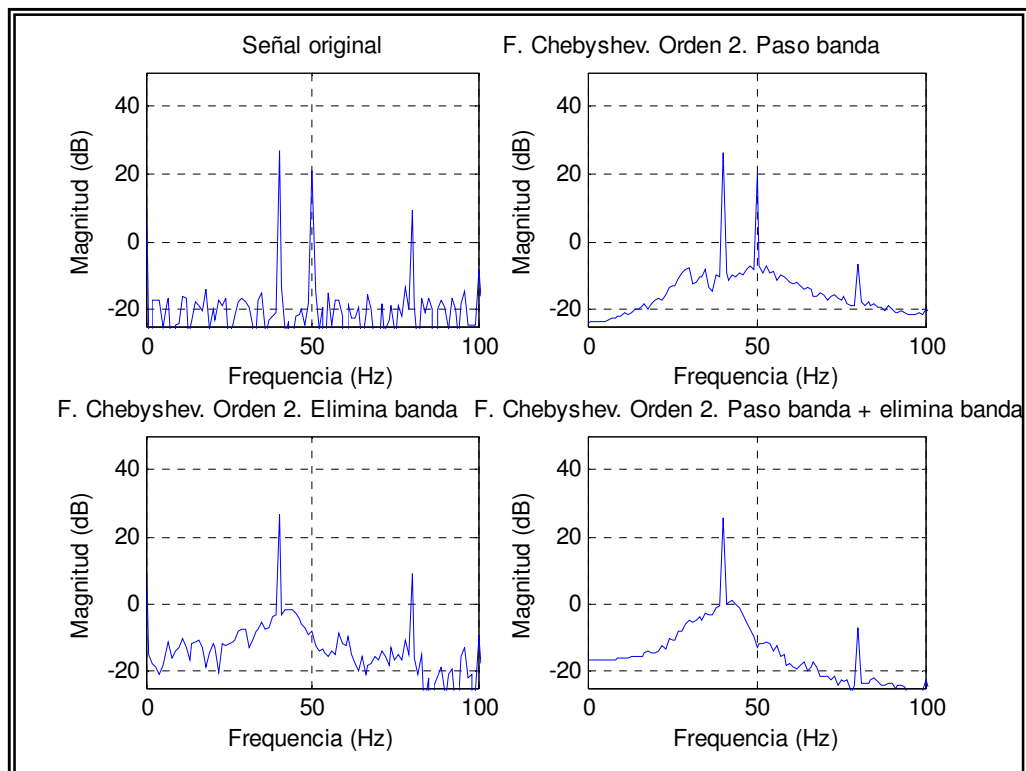 Señal original
F. Chebyshev. Orden 2. Paso banda
40
20
0
-20
Magnitud (dB)
0
50
100
Frequencia (Hz)
40
20
0
-20
Magnitud (dB)
0
50
100
Frequencia (Hz)
F. Chebyshev. Orden 2. Elimina banda
F. Chebyshev. Orden 2. Paso banda + elimina banda
40
20
0
-20
Magnitud (dB)
0
50
100
Frequencia (Hz)
40
20
0
-20
Magnitud (dB)
0
50
100
Frequencia (Hz)